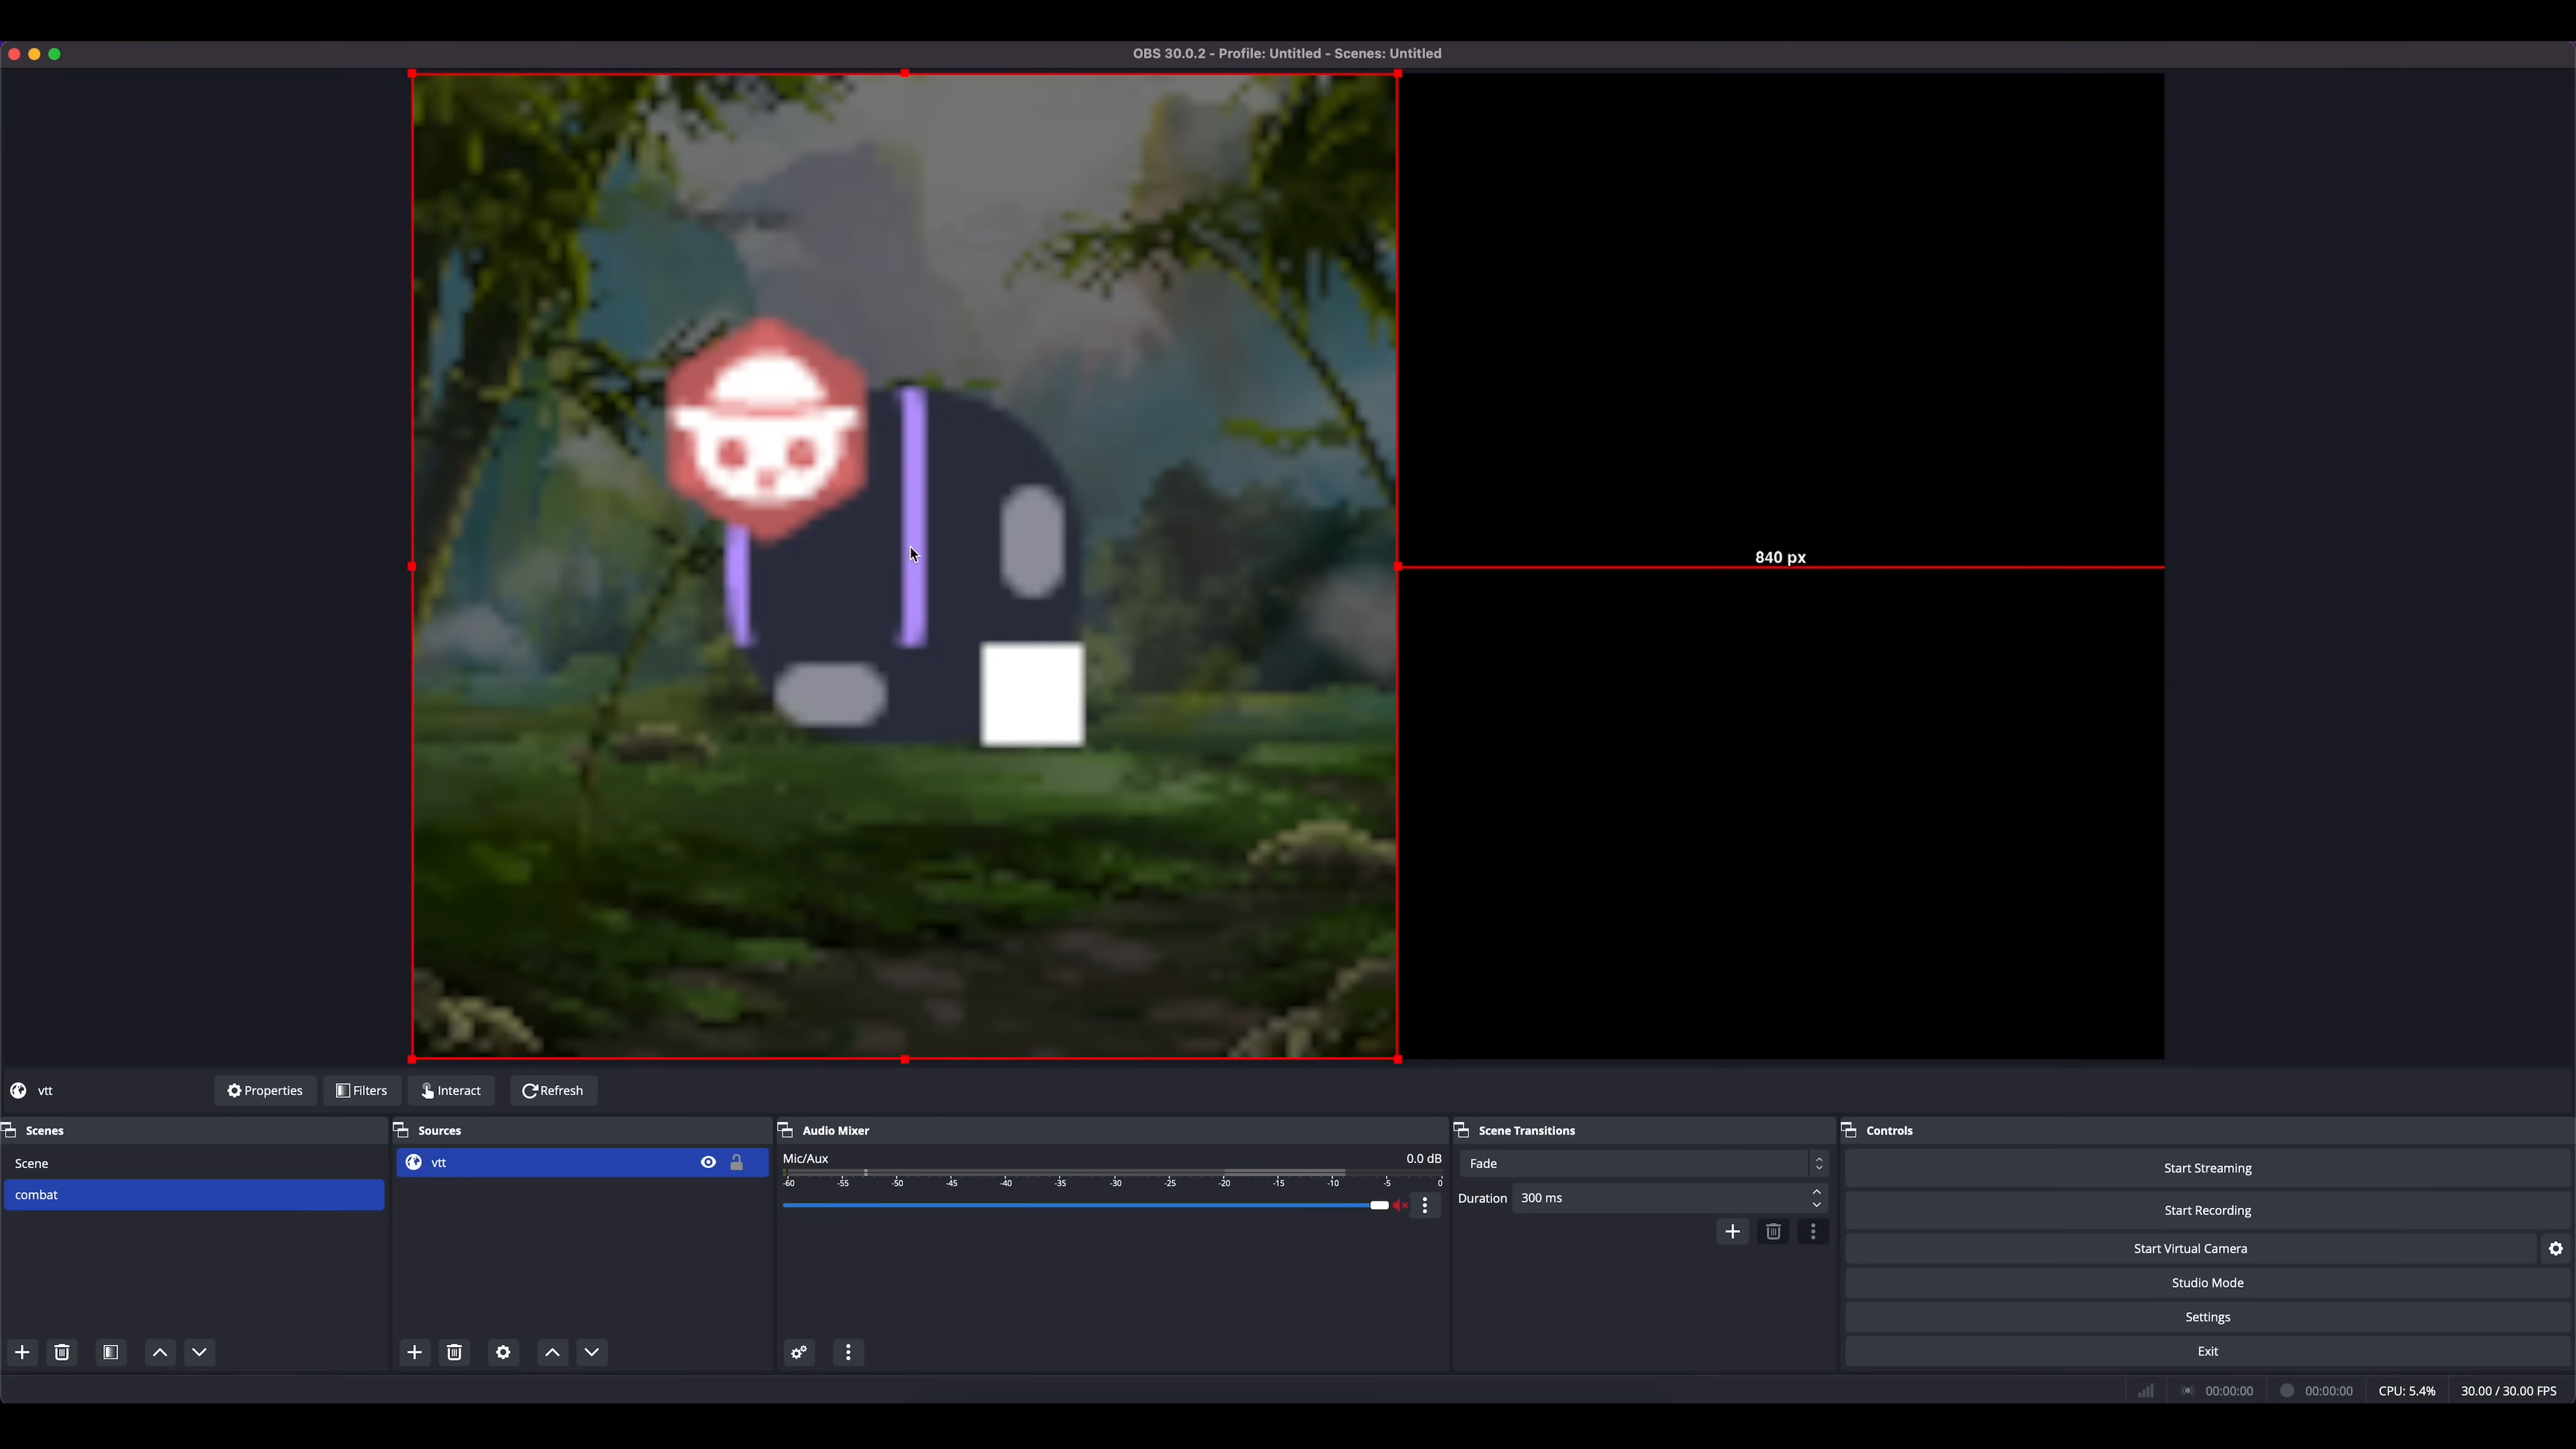 OBS 30.0.2 - Profile: Untitled - Scenes: Untitled
840 px
vtt
Properties
Filters
Interact
Refresh
Scenes
Sources
Audio Mixer
Scene Transitions
Controls
Scene
combat
vtt
Mic/Aux
0.0 dB
-60 -55 -50 -45 -40 -35 -30 -25 -20 -15 -10 -5 0
Fade
Duration 300 ms
Start Streaming
Start Recording
Start Virtual Camera
Studio Mode
Settings
Exit
00:00:00
00:00:00
CPU: 5.4%
30.00 / 30.00 FPS